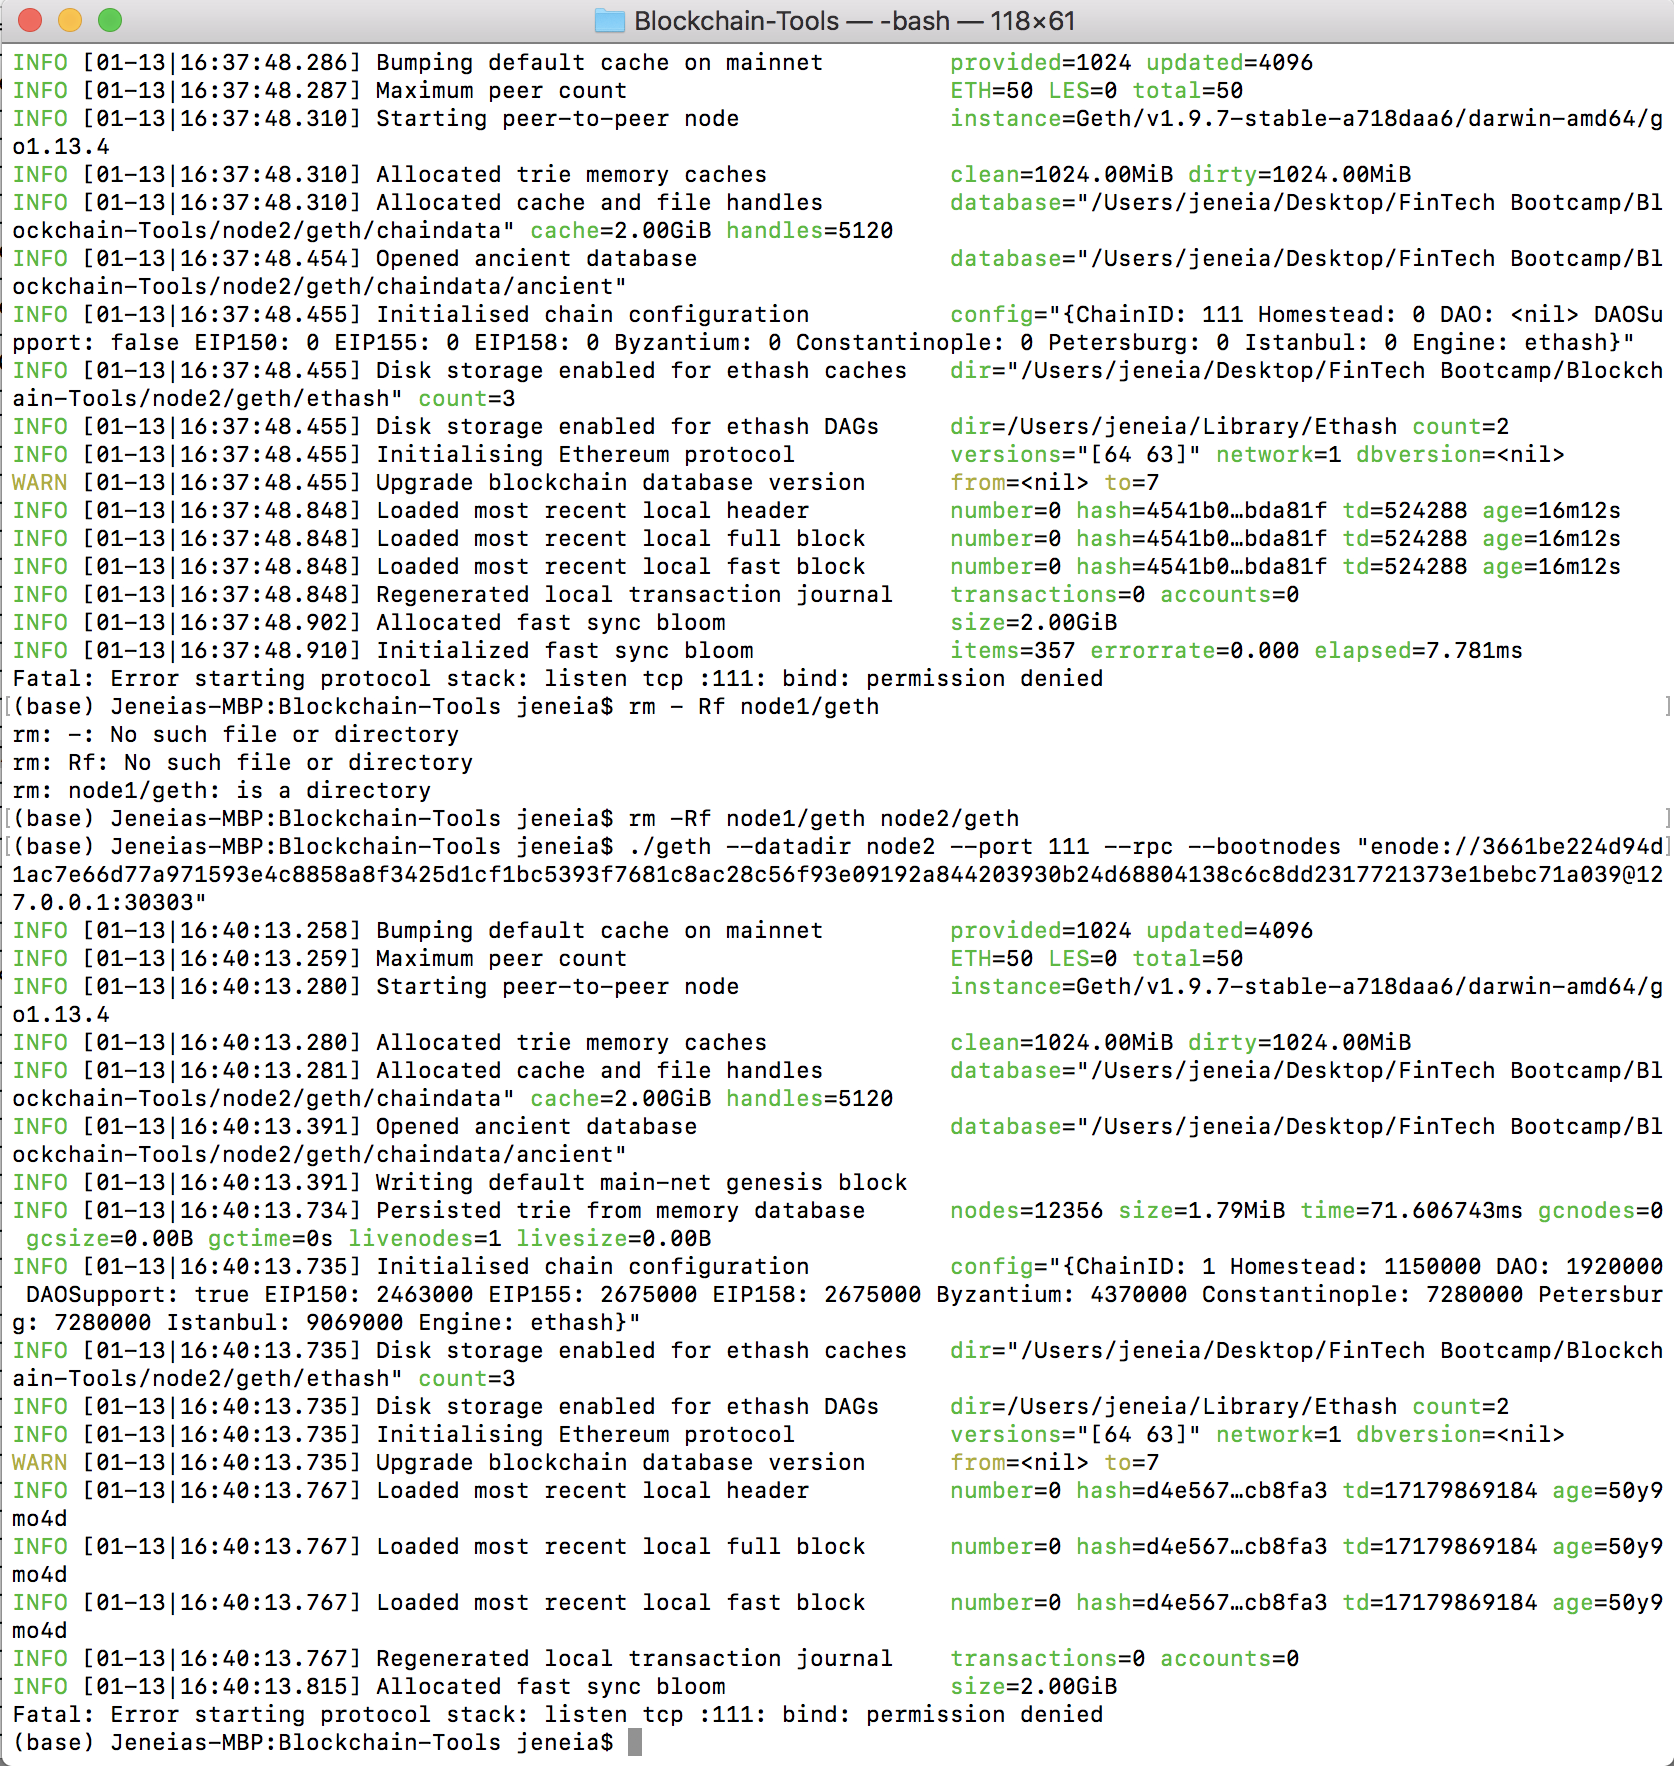 Blockchain-Tools — -bash — 118×61
INFO [01-13|16:37:48.286] Bumping default cache on mainnet         provided=1024 updated=4096
INFO [01-13|16:37:48.287] Maximum peer count                       ETH=50 LES=0 total=50
INFO [01-13|16:37:48.310] Starting peer-to-peer node               instance=Geth/v1.9.7-stable-a718daa6/darwin-amd64/g
o1.13.4
INFO [01-13|16:37:48.310] Allocated trie memory caches             clean=1024.00MiB dirty=1024.00MiB
INFO [01-13|16:37:48.310] Allocated cache and file handles         database="/Users/jeneia/Desktop/FinTech Bootcamp/Bl
ockchain-Tools/node2/geth/chaindata" cache=2.00GiB handles=5120
INFO [01-13|16:37:48.454] Opened ancient database                  database="/Users/jeneia/Desktop/FinTech Bootcamp/Bl
ockchain-Tools/node2/geth/chaindata/ancient"
INFO [01-13|16:37:48.455] Initialised chain configuration          config="{ChainID: 111 Homestead: 0 DAO: <nil> DAOSu
pport: false EIP150: 0 EIP155: 0 EIP158: 0 Byzantium: 0 Constantinople: 0 Petersburg: 0 Istanbul: 0 Engine: ethash}"
INFO [01-13|16:37:48.455] Disk storage enabled for ethash caches   dir="/Users/jeneia/Desktop/FinTech Bootcamp/Blockch
ain-Tools/node2/geth/ethash" count=3
INFO [01-13|16:37:48.455] Disk storage enabled for ethash DAGs     dir=/Users/jeneia/Library/Ethash count=2
INFO [01-13|16:37:48.455] Initialising Ethereum protocol           versions="[64 63]" network=1 dbversion=<nil>
WARN [01-13|16:37:48.455] Upgrade blockchain database version      from=<nil> to=7
INFO [01-13|16:37:48.848] Loaded most recent local header          number=0 hash=4541b0…bda81f td=524288 age=16m12s
INFO [01-13|16:37:48.848] Loaded most recent local full block      number=0 hash=4541b0…bda81f td=524288 age=16m12s
INFO [01-13|16:37:48.848] Loaded most recent local fast block      number=0 hash=4541b0…bda81f td=524288 age=16m12s
INFO [01-13|16:37:48.848] Regenerated local transaction journal    transactions=0 accounts=0
INFO [01-13|16:37:48.902] Allocated fast sync bloom                size=2.00GiB
INFO [01-13|16:37:48.910] Initialized fast sync bloom              items=357 errorrate=0.000 elapsed=7.781ms
Fatal: Error starting protocol stack: listen tcp :111: bind: permission denied
[(base) Jeneias-MBP:Blockchain-Tools jeneia$ rm - Rf node1/geth ]
rm: -: No such file or directory
rm: Rf: No such file or directory
rm: node1/geth: is a directory
[(base) Jeneias-MBP:Blockchain-Tools jeneia$ rm -Rf node1/geth node2/geth ]
[(base) Jeneias-MBP:Blockchain-Tools jeneia$ ./geth --datadir node2 --port 111 --rpc --bootnodes "enode://3661be224d94d]
1ac7e66d77a971593e4c8858a8f3425d1cf1bc5393f7681c8ac28c56f93e09192a844203930b24d68804138c6c8dd2317721373e1bebc71a039@12
7.0.0.1:30303"
INFO [01-13|16:40:13.258] Bumping default cache on mainnet         provided=1024 updated=4096
INFO [01-13|16:40:13.259] Maximum peer count                       ETH=50 LES=0 total=50
INFO [01-13|16:40:13.280] Starting peer-to-peer node               instance=Geth/v1.9.7-stable-a718daa6/darwin-amd64/g
o1.13.4
INFO [01-13|16:40:13.280] Allocated trie memory caches             clean=1024.00MiB dirty=1024.00MiB
INFO [01-13|16:40:13.281] Allocated cache and file handles         database="/Users/jeneia/Desktop/FinTech Bootcamp/Bl
ockchain-Tools/node2/geth/chaindata" cache=2.00GiB handles=5120
INFO [01-13|16:40:13.391] Opened ancient database                  database="/Users/jeneia/Desktop/FinTech Bootcamp/Bl
ockchain-Tools/node2/geth/chaindata/ancient"
INFO [01-13|16:40:13.391] Writing default main-net genesis block
INFO [01-13|16:40:13.734] Persisted trie from memory database      nodes=12356 size=1.79MiB time=71.606743ms gcnodes=0
 gcsize=0.00B gctime=0s livenodes=1 livesize=0.00B
INFO [01-13|16:40:13.735] Initialised chain configuration          config="{ChainID: 1 Homestead: 1150000 DAO: 1920000
 DAOSupport: true EIP150: 2463000 EIP155: 2675000 EIP158: 2675000 Byzantium: 4370000 Constantinople: 7280000 Petersbur
g: 7280000 Istanbul: 9069000 Engine: ethash}"
INFO [01-13|16:40:13.735] Disk storage enabled for ethash caches   dir="/Users/jeneia/Desktop/FinTech Bootcamp/Blockch
ain-Tools/node2/geth/ethash" count=3
INFO [01-13|16:40:13.735] Disk storage enabled for ethash DAGs     dir=/Users/jeneia/Library/Ethash count=2
INFO [01-13|16:40:13.735] Initialising Ethereum protocol           versions="[64 63]" network=1 dbversion=<nil>
WARN [01-13|16:40:13.735] Upgrade blockchain database version      from=<nil> to=7
INFO [01-13|16:40:13.767] Loaded most recent local header          number=0 hash=d4e567…cb8fa3 td=17179869184 age=50y9
mo4d
INFO [01-13|16:40:13.767] Loaded most recent local full block      number=0 hash=d4e567…cb8fa3 td=17179869184 age=50y9
mo4d
INFO [01-13|16:40:13.767] Loaded most recent local fast block      number=0 hash=d4e567…cb8fa3 td=17179869184 age=50y9
mo4d
INFO [01-13|16:40:13.767] Regenerated local transaction journal    transactions=0 accounts=0
INFO [01-13|16:40:13.815] Allocated fast sync bloom                size=2.00GiB
Fatal: Error starting protocol stack: listen tcp :111: bind: permission denied
(base) Jeneias-MBP:Blockchain-Tools jeneia$